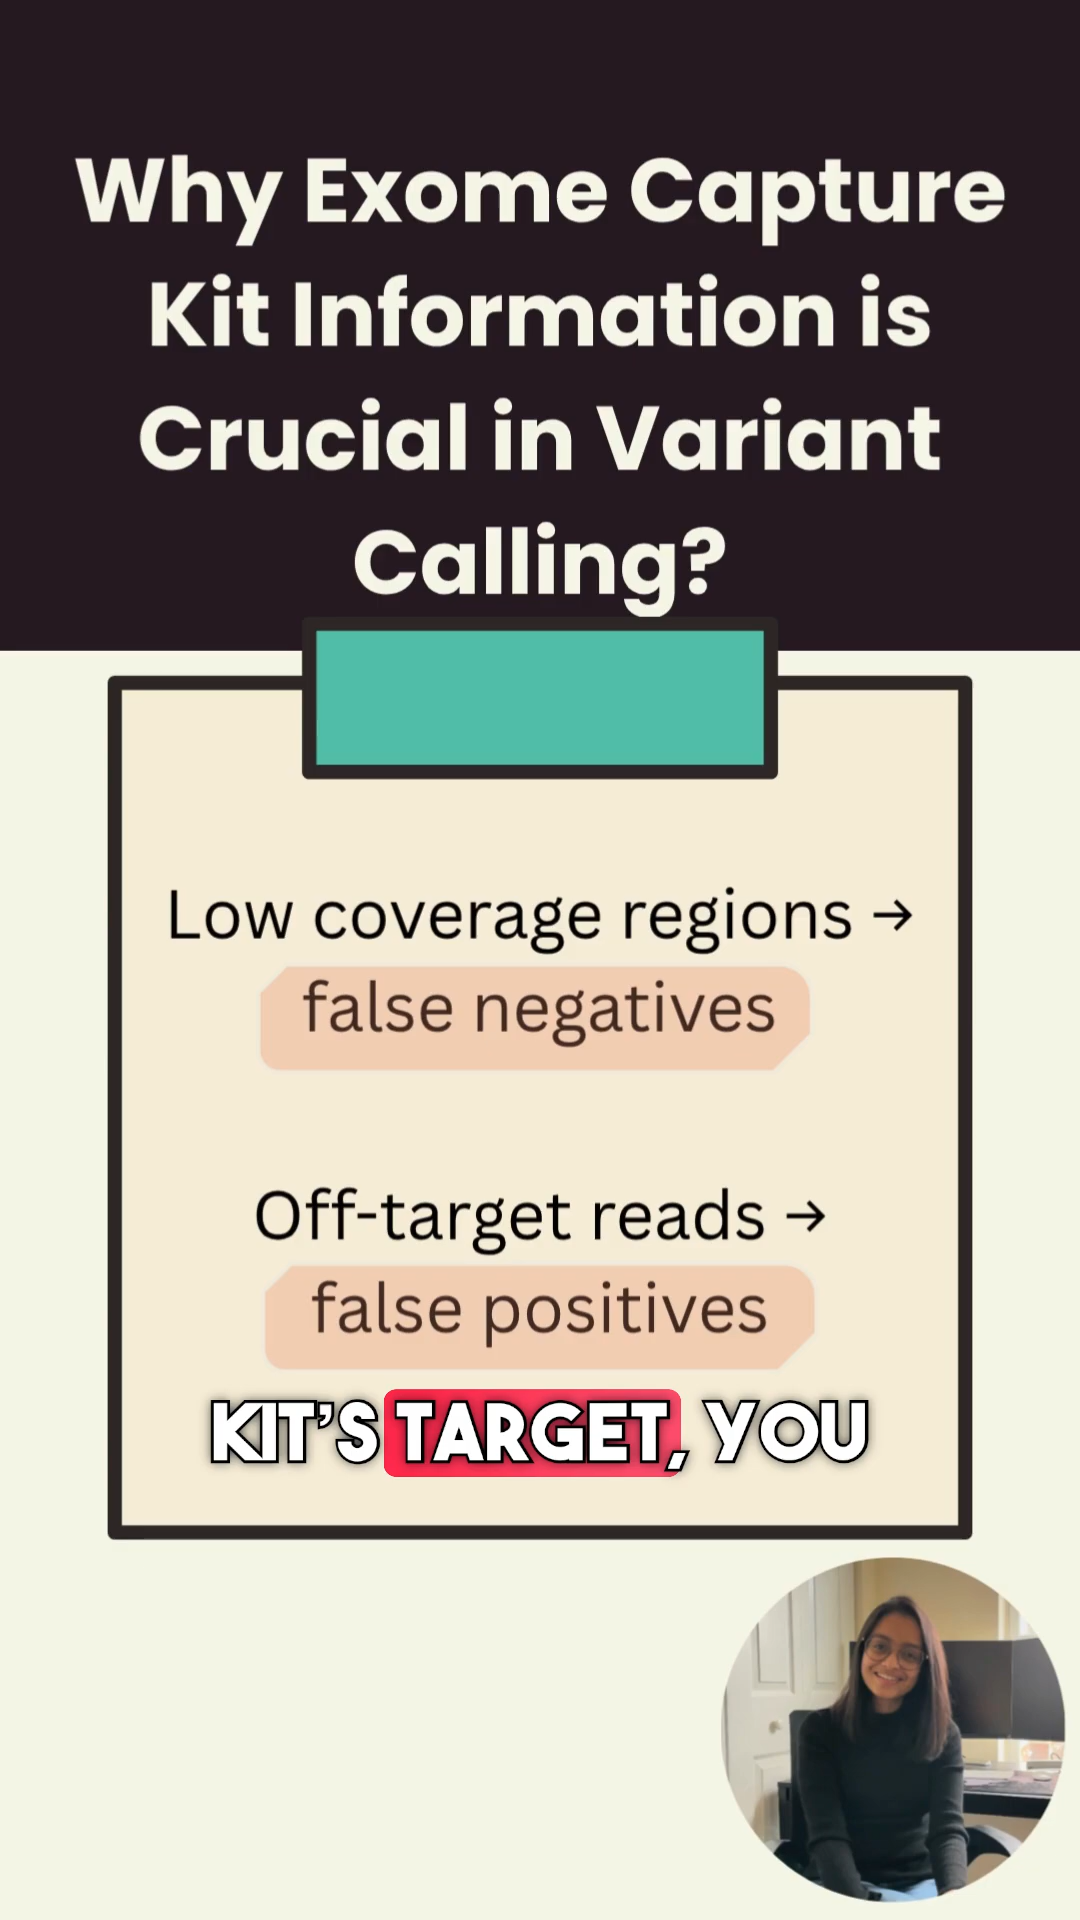 Why Exome Capture
Kit Information is
Crucial in Variant
Calling?
Low coverage regions →
false negatives
Off-target reads →
false positives
KIT'S TARGET, YOU